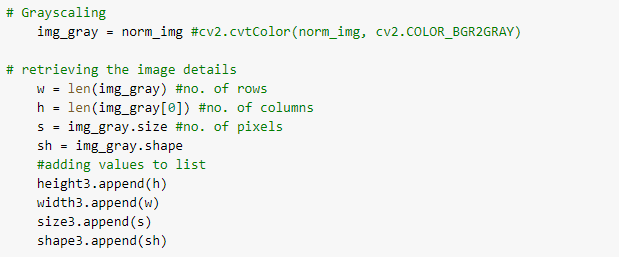 # Grayscaling
    img_gray = norm_img #cv2.cvtColor(norm_img, cv2.COLOR_BGR2GRAY)

# retrieving the image details
    w = len(img_gray) #no. of rows
    h = len(img_gray[0]) #no. of columns
    s = img_gray.size #no. of pixels
    sh = img_gray.shape
    #adding values to list
    height3.append(h)
    width3.append(w)
    size3.append(s)
    shape3.append(sh)